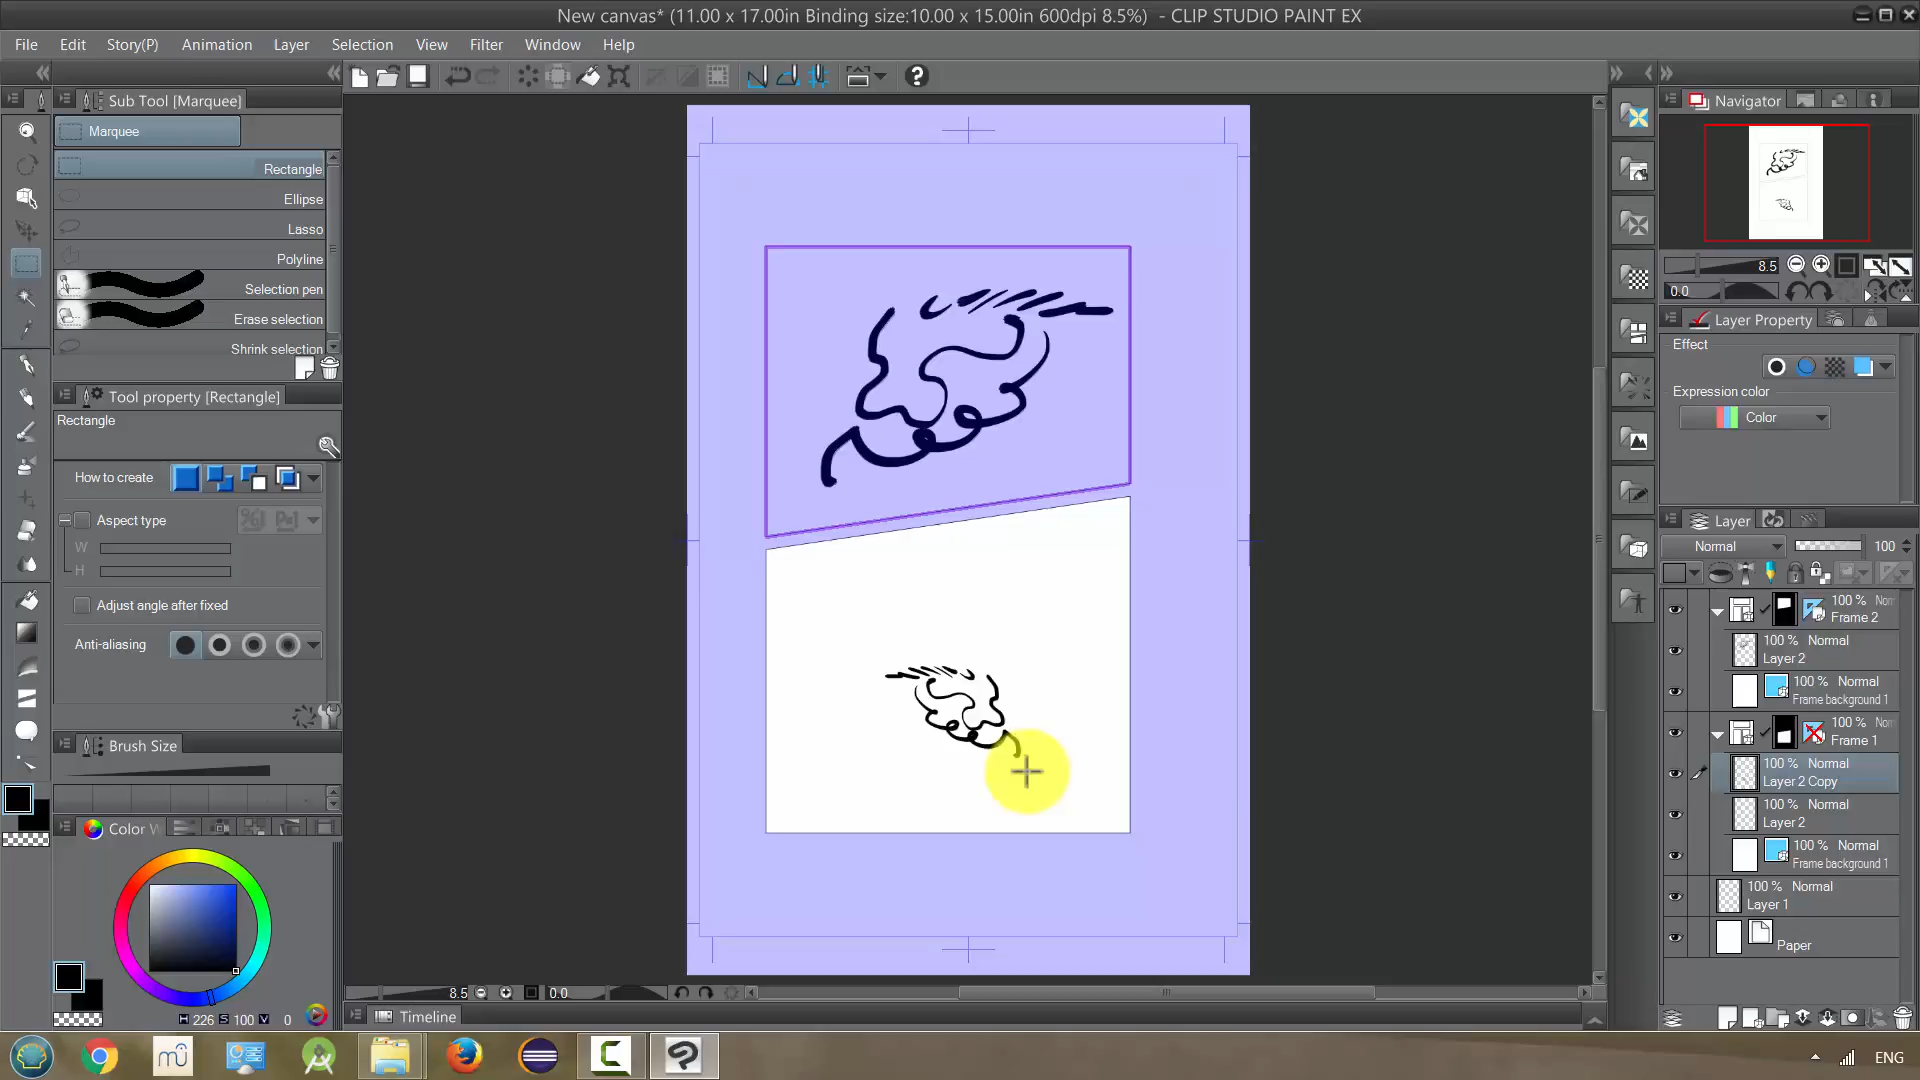 New canvas* (11.00 x 17.00in Binding size:10.00 x 15.00in 600dpi 8.5%) - CLIP STUDIO PAINT EX
File Edit Story(P) Animation Layer Selection View Filter Window Help
Sub Tool [Marquee]
Marquee
Rectangle
Ellipse
Lasso
Polyline
Selection pen
Erase selection
Shrink selection
Tool property [Rectangle]
Rectangle
How to create
Aspect type
W
H
Adjust angle after fixed
Anti-aliasing
Brush Size
Color W
H 226 S 100 V 0
8.5 0.0
Timeline
Navigator
8.5
0.0
Layer Property
Effect
Expression color
Color
Layer
Normal 100
100 % Norm
Frame 2
100 % Normal
Layer 2
100 % Normal
Frame background 1
100 % Norm
Frame 1
100 % Normal
Layer 2 Copy
100 % Normal
Layer 2
100 % Normal
Frame background 1
100 % Normal
Layer 1
Paper
ENG